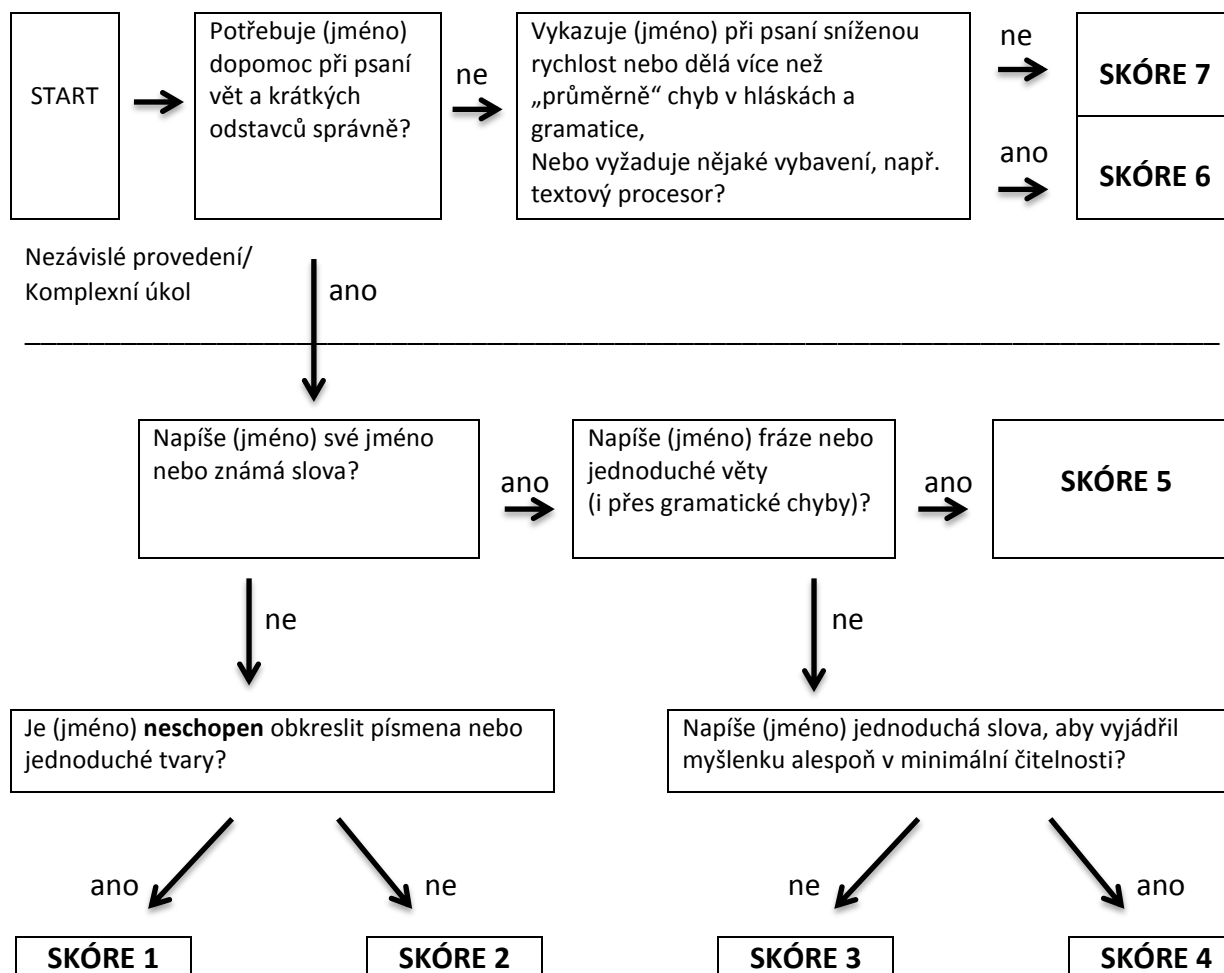 START
Potřebuje (jméno)
dopomoc při psaní
vět a krátkých
odstavců správně?
ne
Vykazuje (jméno) při psaní sníženou
rychlost nebo dělá více než
„průměrně“ chyb v hláskách a
gramatice,
Nebo vyžaduje nějaké vybavení, např.
textový procesor?
ne
SKÓRE 7
ano
SKÓRE 6
Nezávislé provedení/
Komplexní úkol
ano
Napíše (jméno) své jméno
nebo známá slova?
ano
Napíše (jméno) fráze nebo
jednoduché věty
(i přes gramatické chyby)?
ano
SKÓRE 5
ne
ne
Je (jméno) neschopen obkreslit písmena nebo
jednoduché tvary?
Napíše (jméno) jednoduchá slova, aby vyjádřil
myšlenku alespoň v minimální čitelnosti?
ano
ne
ne
ano
SKÓRE 1
SKÓRE 2
SKÓRE 3
SKÓRE 4